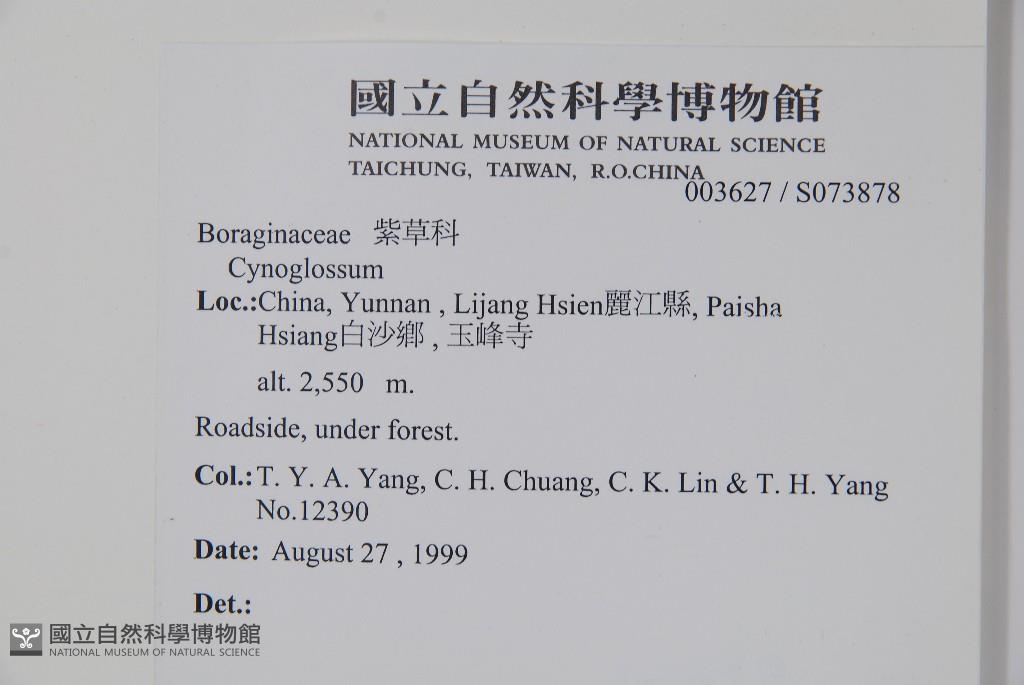 國立自然科學博物館
NATIONAL MUSEUM OF NATURAL SCIENCE
TAICHUNG, TAIWAN, R.O.CHINA
003627 / S073878
Boraginaceae 紫草科
Cynoglossum
Loc.:China, Yunnan , Lijang Hsien麗江縣, Paisha
Hsiang白沙鄉 , 玉峰寺
alt. 2,550 m.
Roadside, under forest.
Col.:T. Y. A. Yang, C. H. Chuang, C. K. Lin & T. H. Yang
No.12390
Date: August 27 , 1999
Det.:
國立自然科學博物館
NATIONAL MUSEUM OF NATURAL SCIENCE